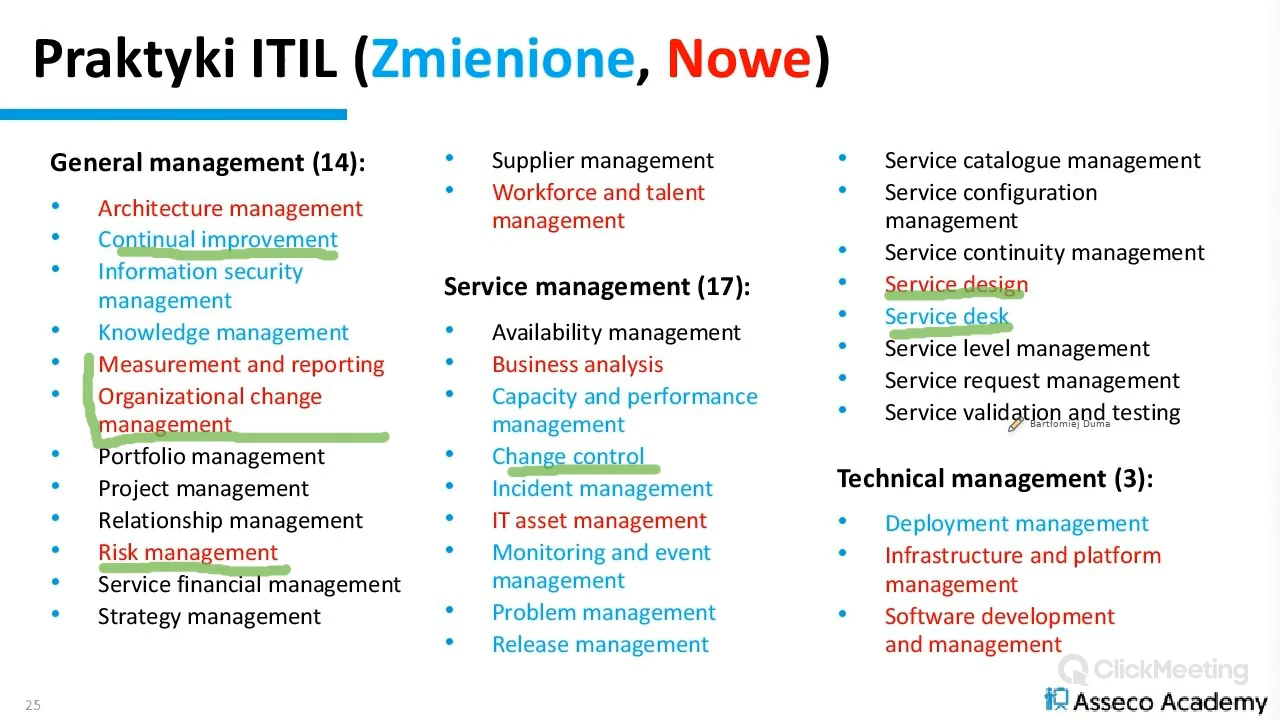 Praktyki ITIL (Zmienione, Nowe)
General management (14):
• Architecture management
• Continual improvement
• Information security
management
• Knowledge management
• Measurement and reporting
• Organizational change
management
• Portfolio management
• Project management
• Relationship management
• Risk management
• Service financial management
• Strategy management
• Supplier management
• Workforce and talent
management
Service management (17):
• Availability management
• Business analysis
• Capacity and performance
management
• Change control
• Incident management
• IT asset management
• Monitoring and event
management
• Problem management
• Release management
• Service catalogue management
• Service configuration
management
• Service continuity management
• Service design
• Service desk
• Service level management
• Service request management
• Service validation and testing
Bartłomiej Duma
Technical management (3):
• Deployment management
• Infrastructure and platform
management
• Software development
and management
ClickMeeting
Asseco Academy
25